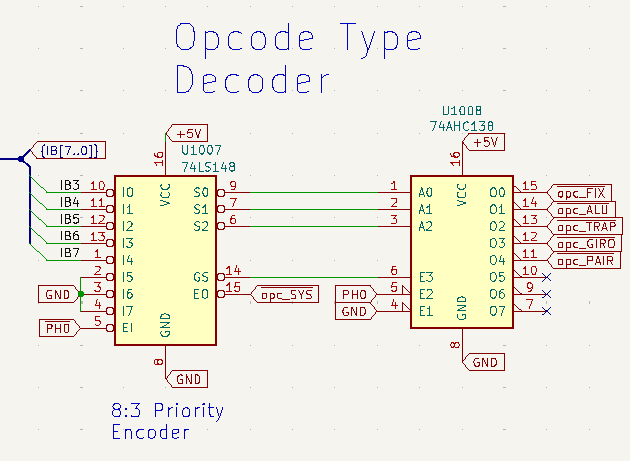 Opcode Type
Decoder
{IB[7..0]}
+5V
U1007
74LS148
16
VCC
IB3 10 I0 S0 9
IB4 11 I1 S1 7
IB5 12 I2 S2 6
IB6 13 I3
IB7 1 I4
2 I5 GS 14
GND 3 I6 EO 15 opc_SYS
4 I7
PH0 5 EI
GND
8
GND
8:3 Priority
Encoder
U1008
74AHC138
+5V
16
VCC
1 A0 O0 15 opc_FIX
2 A1 O1 14 opc_ALU
3 A2 O2 13 opc_TRAP
O3 12 opc_GIRO
O4 11 opc_PAIR
6 E3 O5 10
PH0 5 E2 O6 9
GND 4 E1 O7 7
GND
8
GND